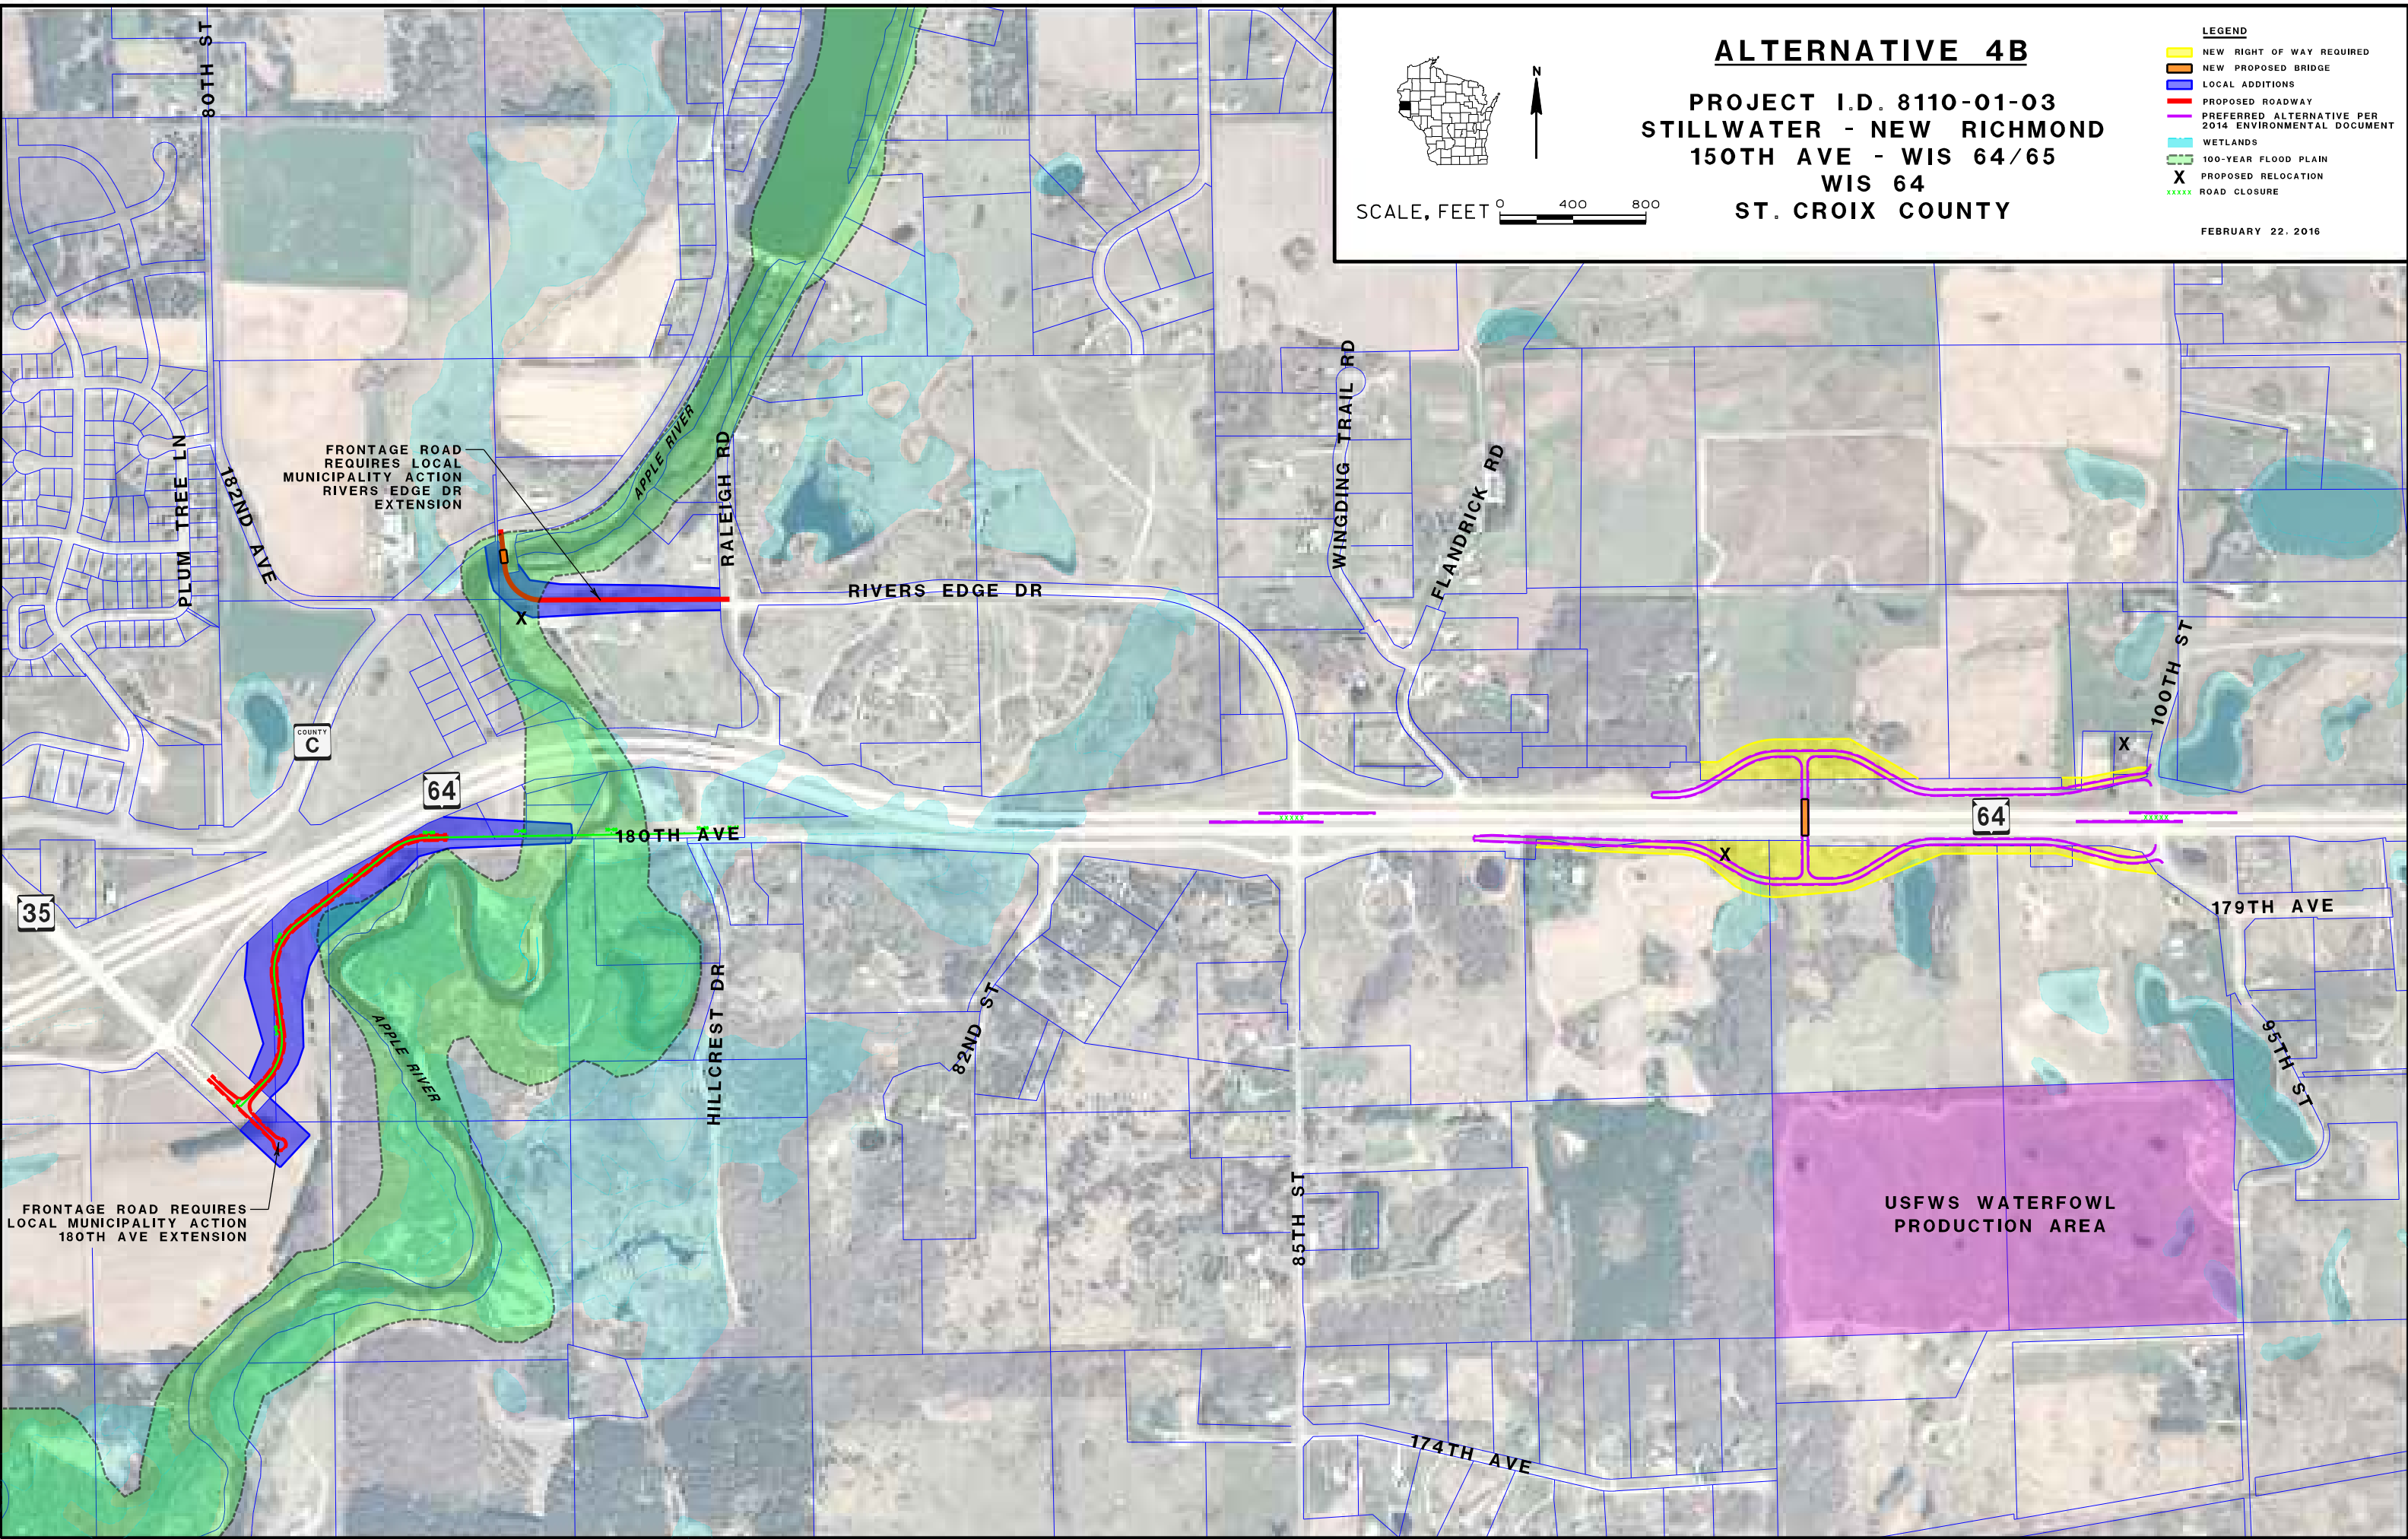 ALTERNATIVE 4B
PROJECT I.D. 8110-01-03
STILLWATER - NEW RICHMOND
150TH AVE - WIS 64/65
WIS 64
ST. CROIX COUNTY
N
SCALE, FEET
0 400 800
LEGEND
NEW RIGHT OF WAY REQUIRED
NEW PROPOSED BRIDGE
LOCAL ADDITIONS
PROPOSED ROADWAY
PREFERRED ALTERNATIVE PER
2014 ENVIRONMENTAL DOCUMENT
WETLANDS
100-YEAR FLOOD PLAIN
X PROPOSED RELOCATION
xxxxx ROAD CLOSURE
FEBRUARY 22, 2016
80TH ST
PLUM TREE LN
182ND AVE
FRONTAGE ROAD
REQUIRES LOCAL
MUNICIPALITY ACTION
RIVERS EDGE DR
EXTENSION
APPLE RIVER
RALEIGH RD
X
RIVERS EDGE DR
WINGDING TRAIL RD
FLANDRICK RD
100TH ST
X
COUNTY
C
64
180TH AVE
xxxxx
X
64
xxxxx
35
179TH AVE
APPLE RIVER
HILLCREST DR
82ND ST
95TH ST
85TH ST
FRONTAGE ROAD REQUIRES
LOCAL MUNICIPALITY ACTION
180TH AVE EXTENSION
USFWS WATERFOWL
PRODUCTION AREA
174TH AVE